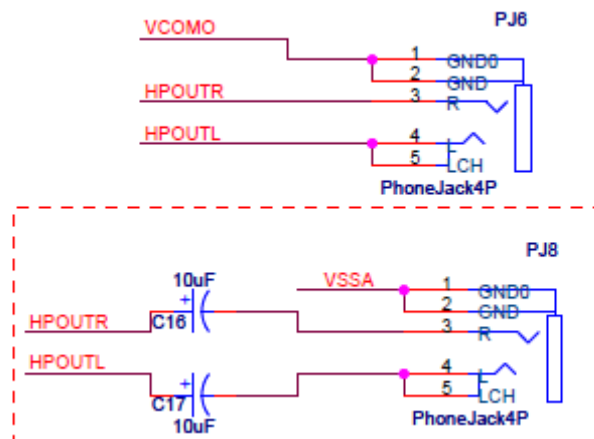 PJ6
VCOMO
1 GND0
2 GND
HPOUTR 3 R
HPOUTL 4 L
5 LCH
PhoneJack4P
PJ8
10uF VSSA 1 GND0
+ 2 GND
HPOUTR C16 3 R
HPOUTL 4 L
+ 5 LCH
C17 PhoneJack4P
10uF